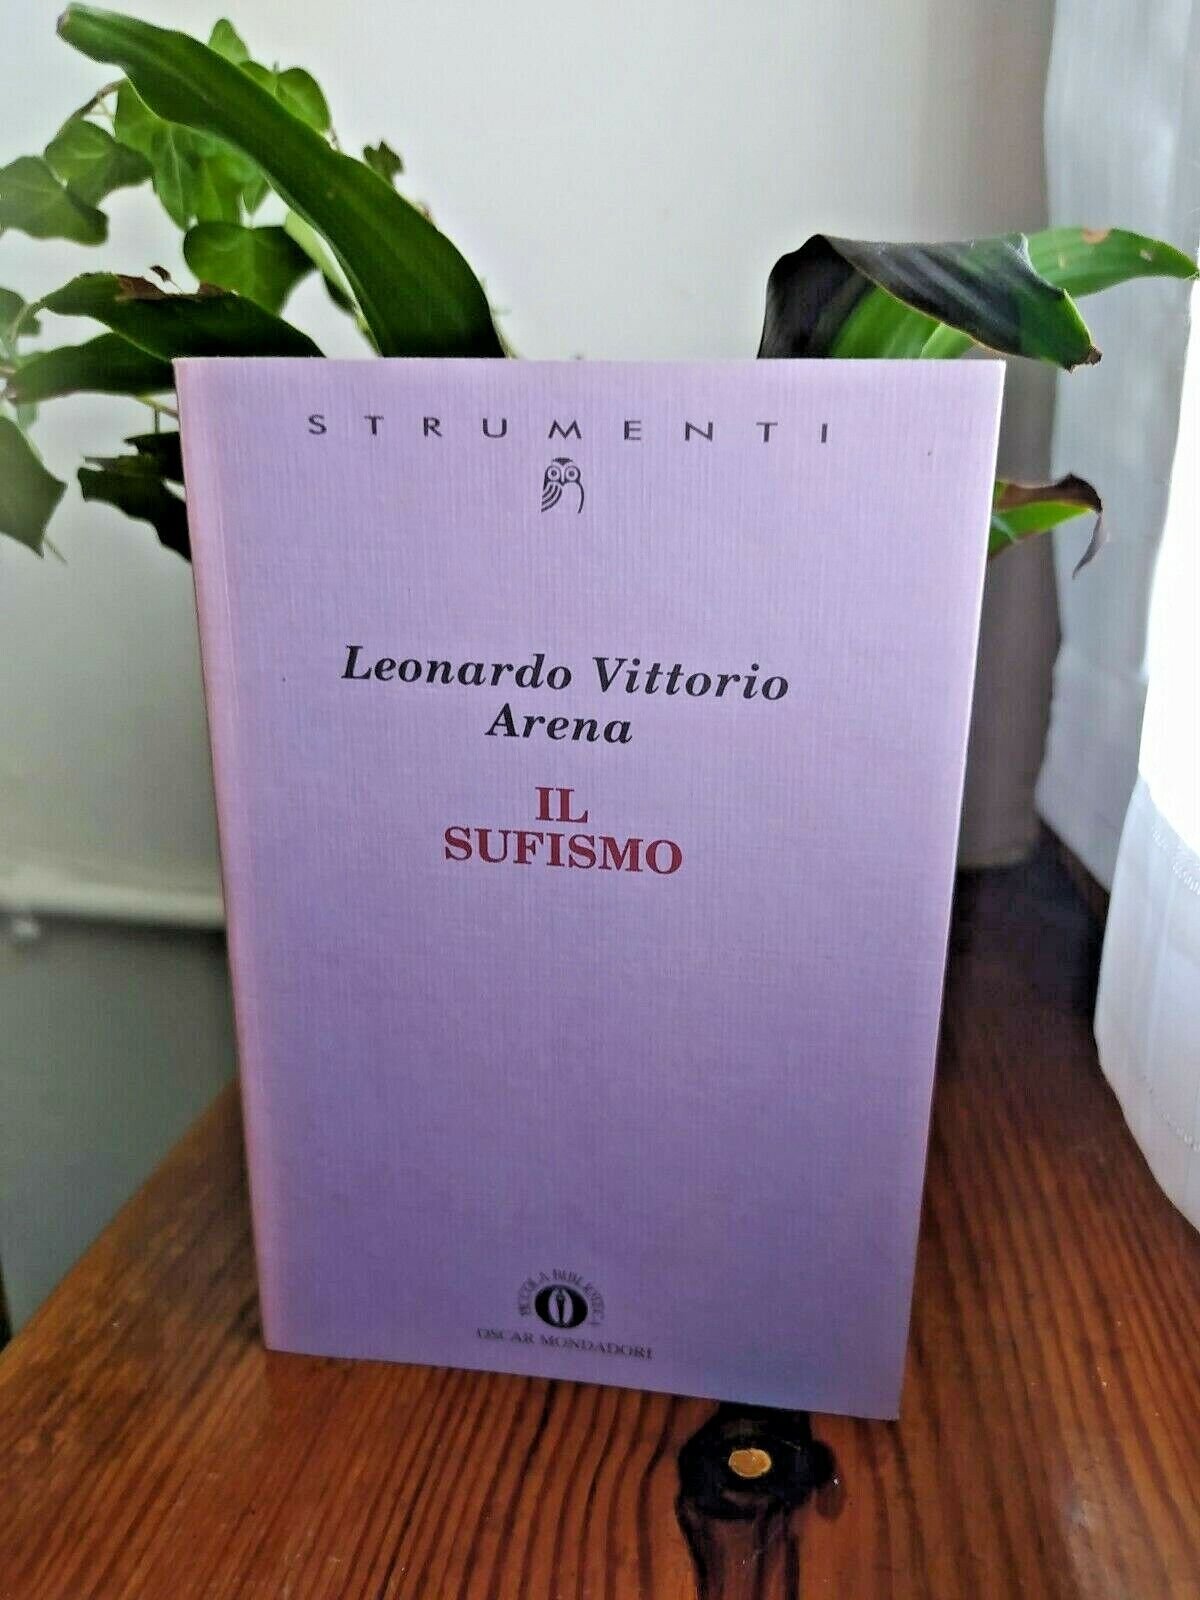 STRUMENTI
Leonardo Vittorio
Arena
IL
SUFISMO
PICCOLA BIBLIOTECA
OSCAR MONDADORI